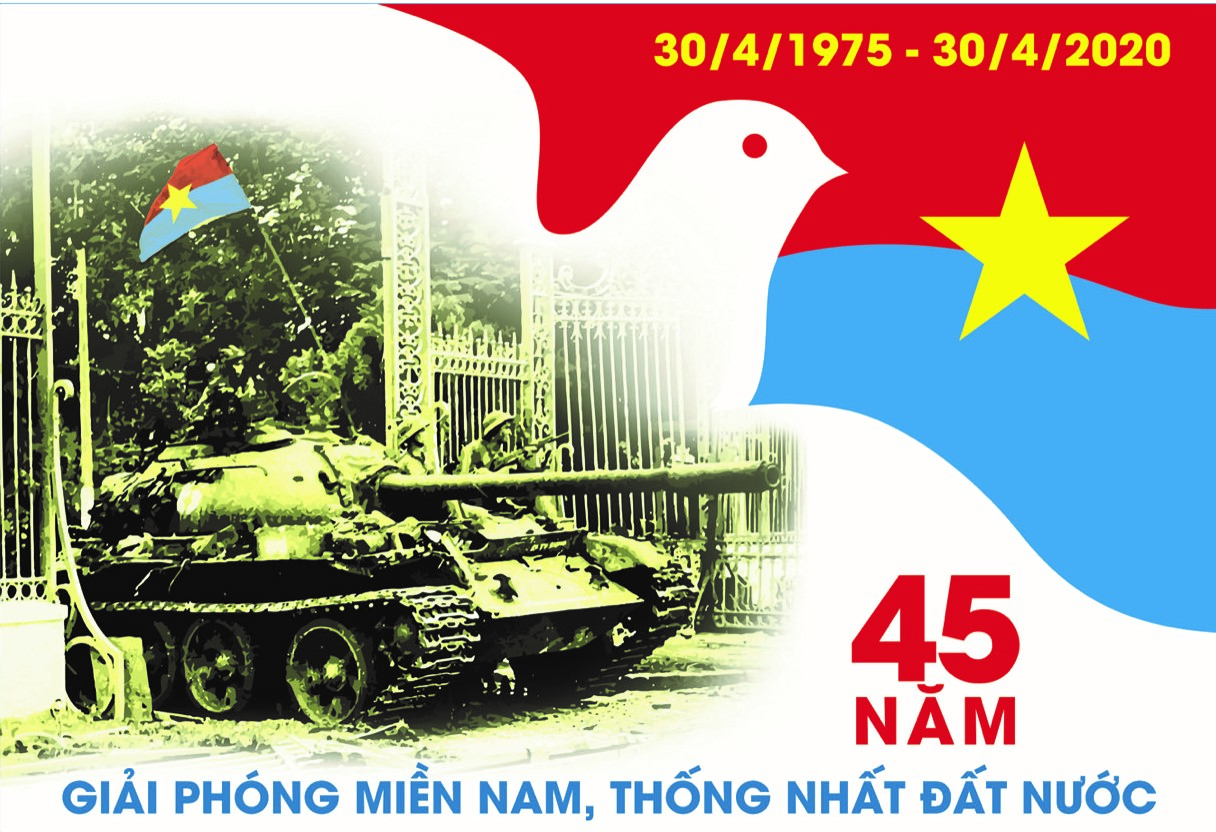 30/4/1975 - 30/4/2020
45
NĂM
GIẢI PHÓNG MIỀN NAM, THỐNG NHẤT ĐẤT NƯỚC